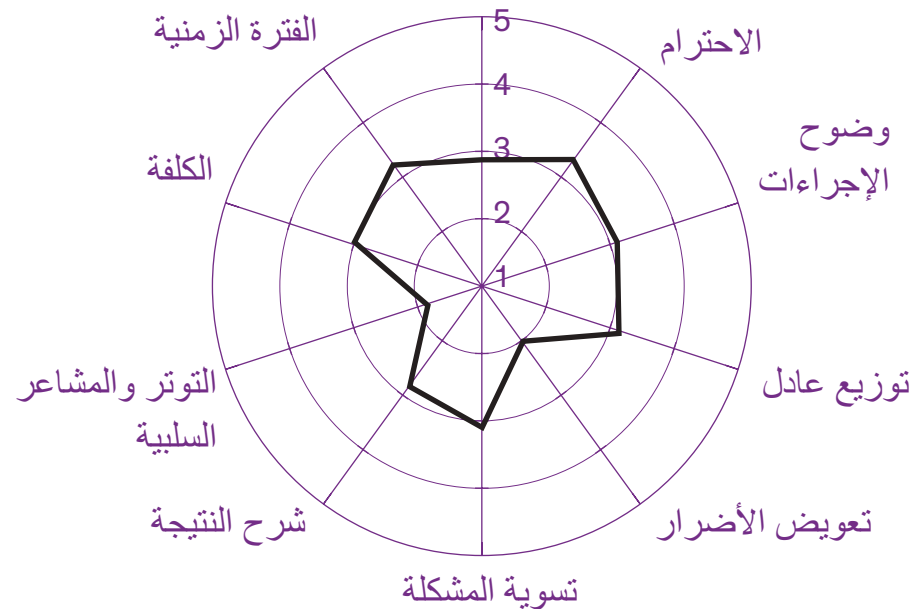 5
4
3
2
1
الاحترام
وضوح
الإجراءات
توزيع عادل
تعويض الأضرار
تسوية المشكلة
شرح النتيجة
التوتر والمشاعر
السلبية
الكلفة
الفترة الزمنية